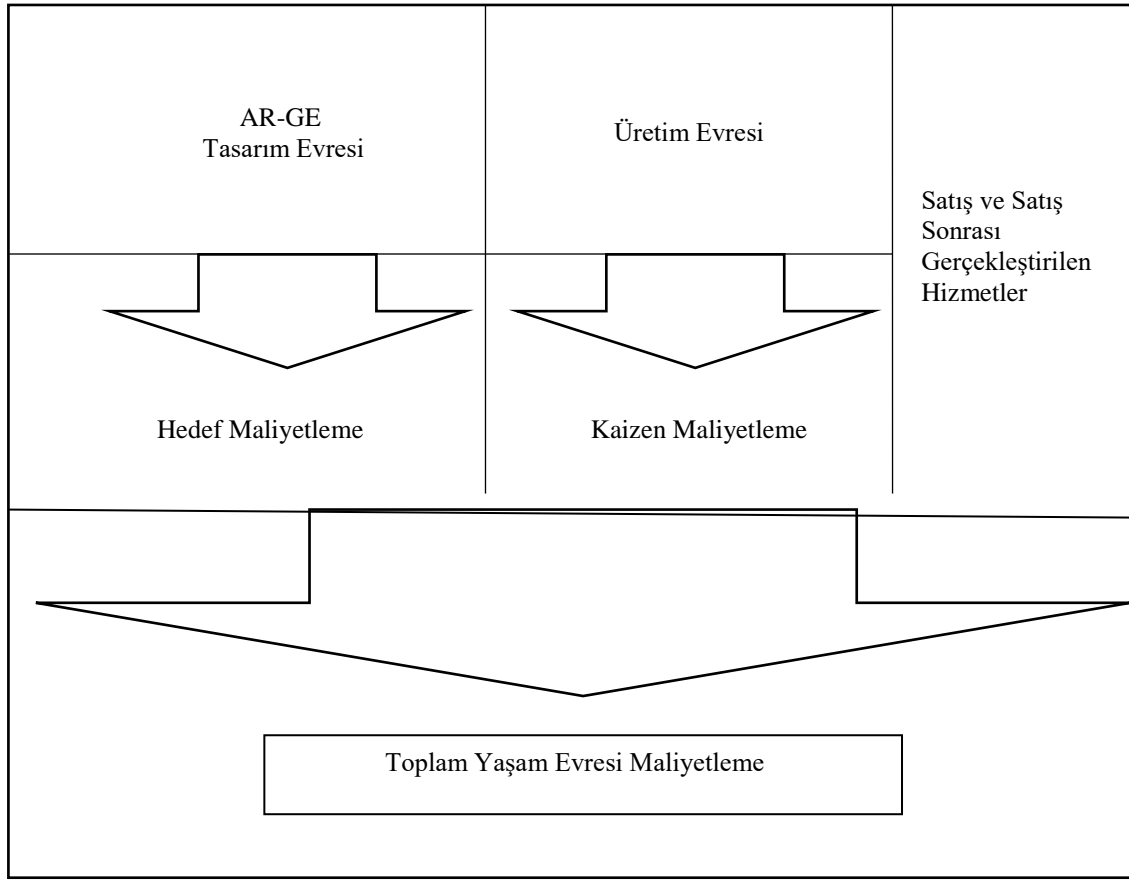 AR-GE
Tasarım Evresi
Üretim Evresi
Satış ve Satış
Sonrası
Gerçekleştirilen
Hizmetler
Hedef Maliyetleme
Kaizen Maliyetleme
Toplam Yaşam Evresi Maliyetleme